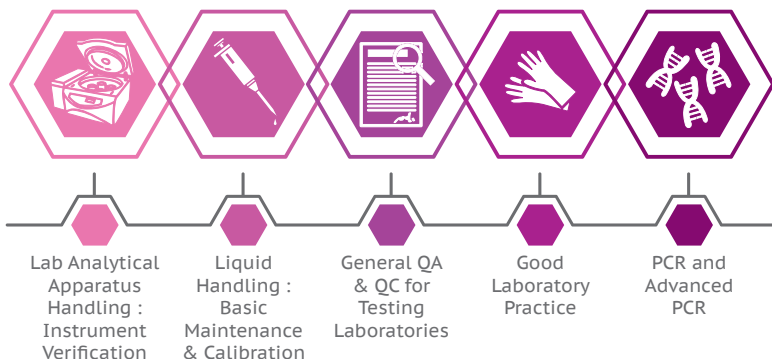 Lab Analytical
Apparatus
Handling :
Instrument
Verification
Liquid
Handling :
Basic
Maintenance
& Calibration
General QA
& QC for
Testing
Laboratories
Good
Laboratory
Practice
PCR and
Advanced
PCR